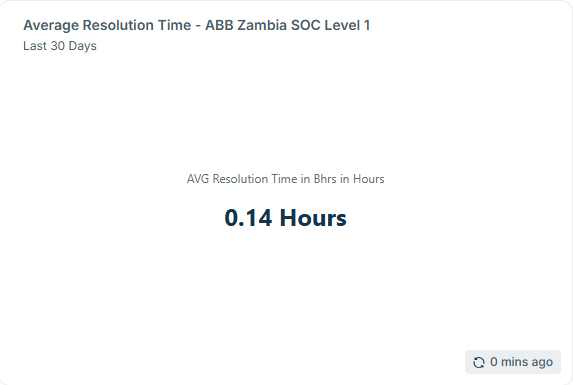 Average Resolution Time - ABB Zambia SOC Level 1
Last 30 Days
AVG Resolution Time in Bhrs in Hours
0.14 Hours
0 mins ago